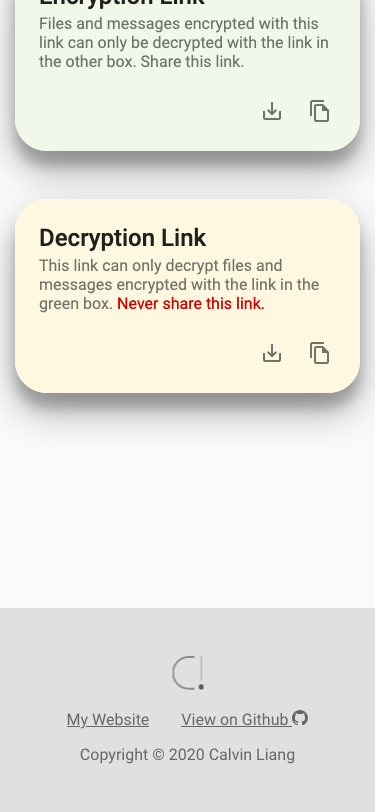 Encryption Link
Files and messages encrypted with this
link can only be decrypted with the link in
the other box. Share this link.
Decryption Link
This link can only decrypt files and
messages encrypted with the link in the
green box. Never share this link.
C!
My Website View on Github
Copyright © 2020 Calvin Liang